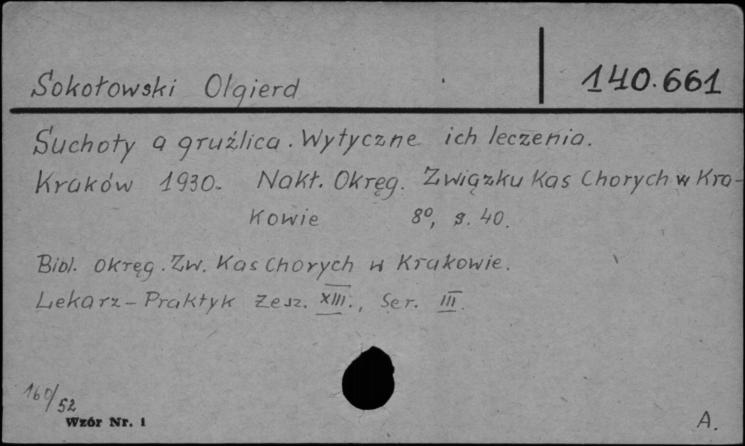 Sokołowski Olgierd
140.661
Suchoty a gruźlica. Wytyczne ich leczenia.
Kraków 1930. Nakł. Okręg. Związku Kas Chorych w Kra-
kowie 8º, s. 40.
Bibl. Okręg. Zw. Kas Chorych w Krakowie.
Lekarz-Praktyk Zesz. XIII., Ser. III.
160/52
Wzór Nr. 1
A.